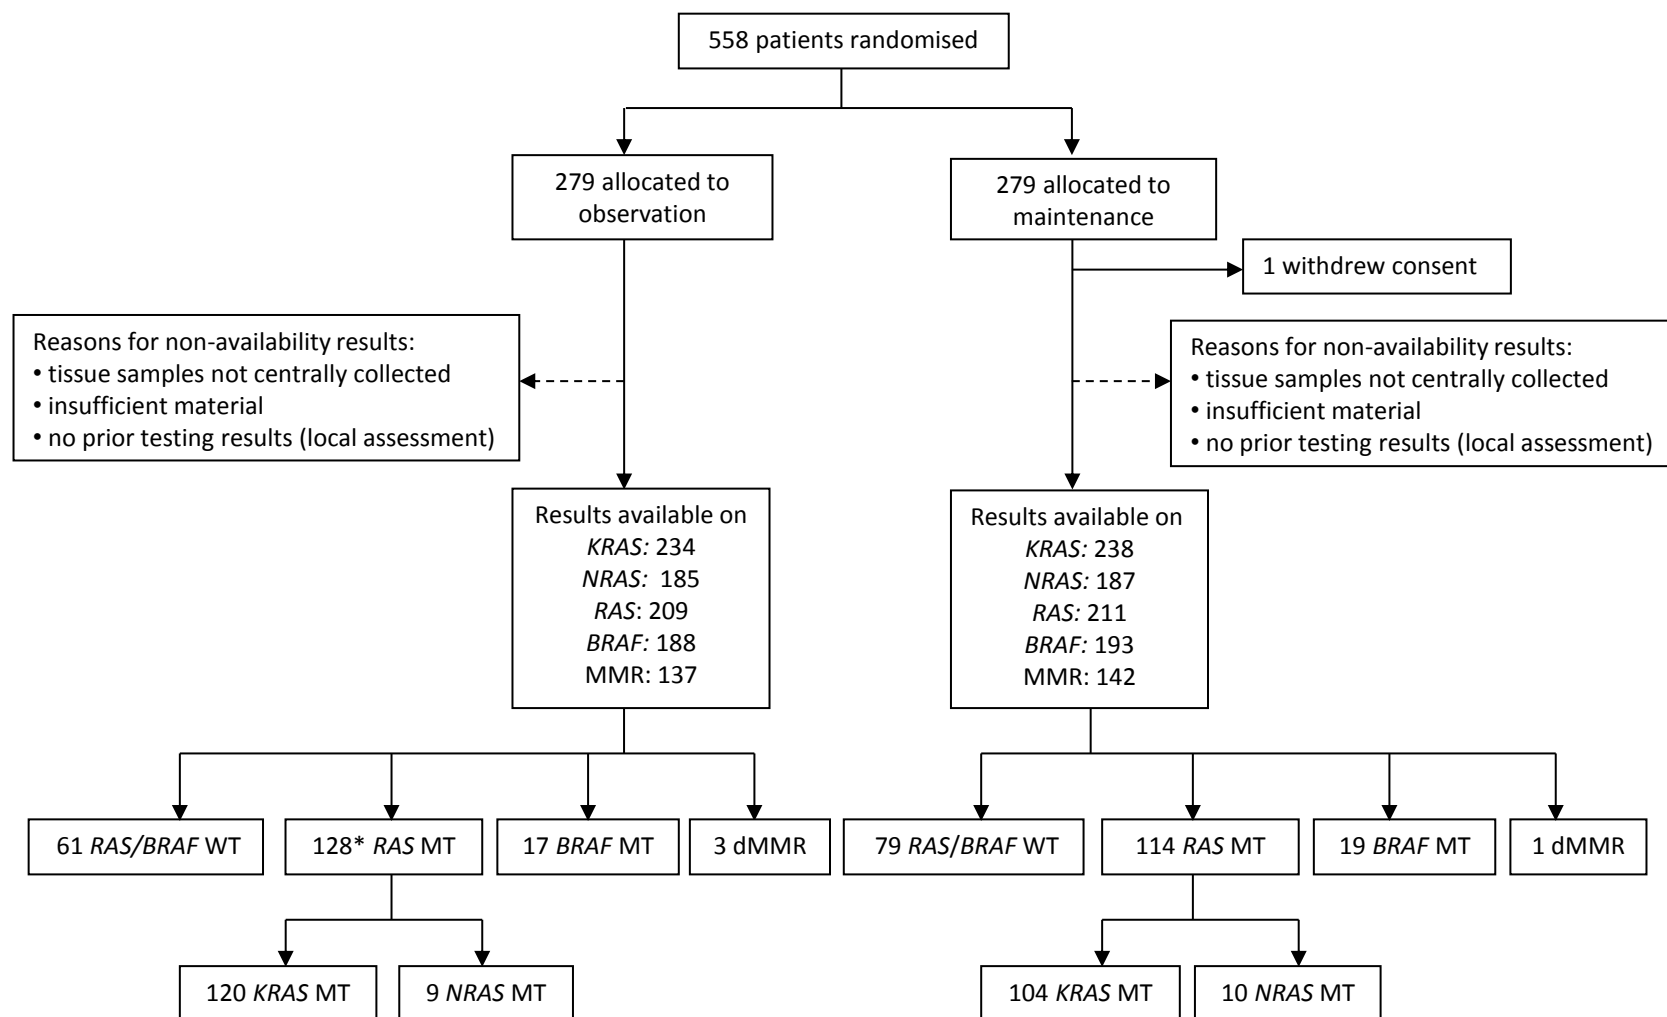 558 patients randomised
279 allocated to
observation
279 allocated to
maintenance
1 withdrew consent
Reasons for non-availability results:
• tissue samples not centrally collected
• insufficient material
• no prior testing results (local assessment)
Reasons for non-availability results:
• tissue samples not centrally collected
• insufficient material
• no prior testing results (local assessment)
Results available on
KRAS: 234
NRAS: 185
RAS: 209
BRAF: 188
MMR: 137
Results available on
KRAS: 238
NRAS: 187
RAS: 211
BRAF: 193
MMR: 142
61 RAS/BRAF WT
128* RAS MT
17 BRAF MT
3 dMMR
79 RAS/BRAF WT
114 RAS MT
19 BRAF MT
1 dMMR
120 KRAS MT
9 NRAS MT
104 KRAS MT
10 NRAS MT